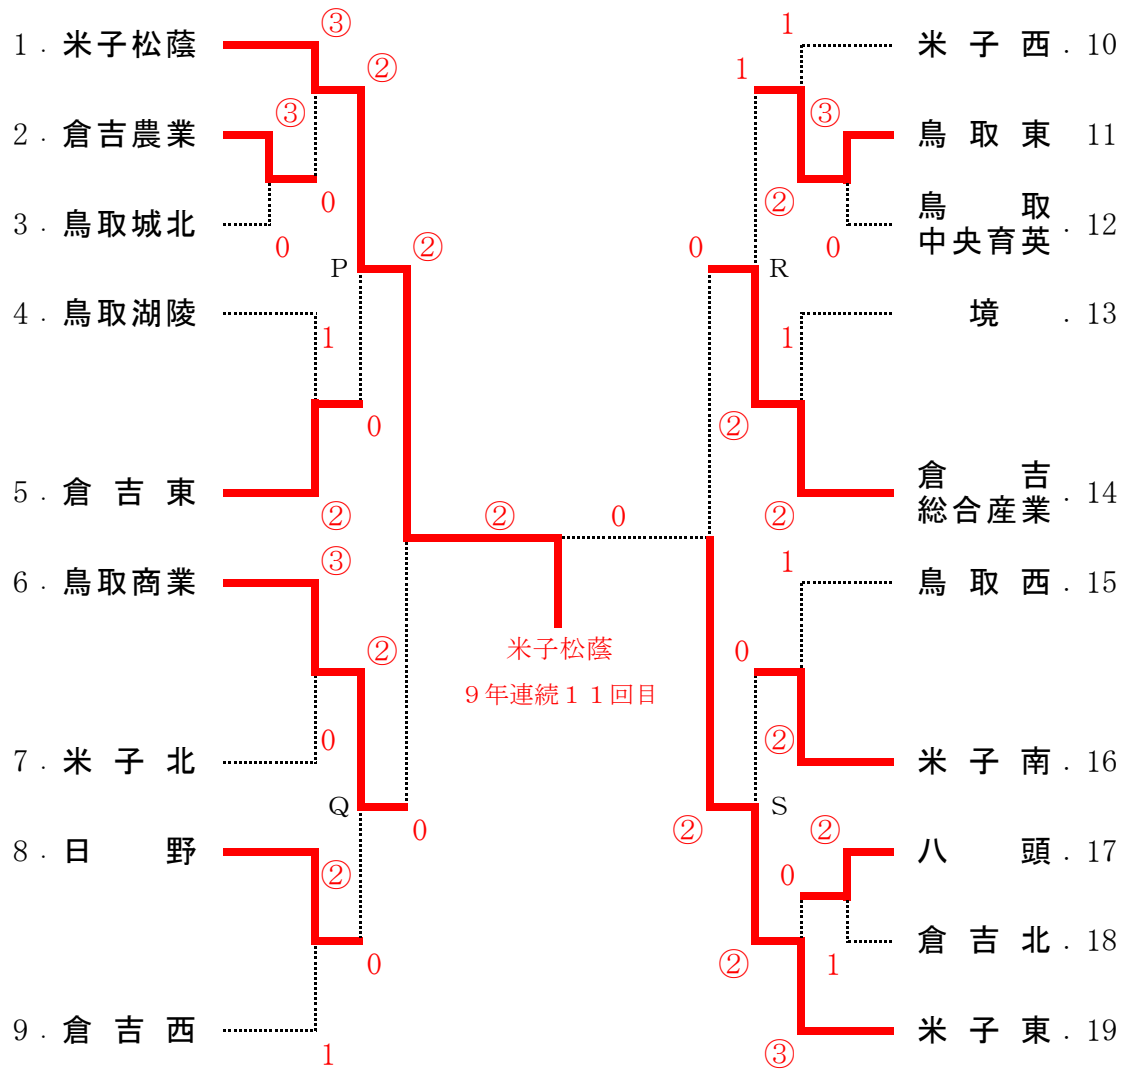 ③
1 . 米子松蔭
②
③
2 . 倉吉農業
0
3 . 鳥取城北
0
②
P
4 . 鳥取湖陵
1
0
5 . 倉吉東
②
③
6 . 鳥取商業
②
0
7 . 米子北
Q
0
8 . 日野
②
0
9 . 倉吉西
1
②
0
米子松蔭
9年連続11回目
1
米子西 . 10
1
③
鳥取東 11
②
鳥取
中央育英 . 12
0
0
R
境 . 13
1
②
倉吉
総合産業 . 14
②
1
鳥取西 . 15
0
②
米子南 . 16
S
②
②
八頭 . 17
0
倉吉北 . 18
②
1
米子東 . 19
③